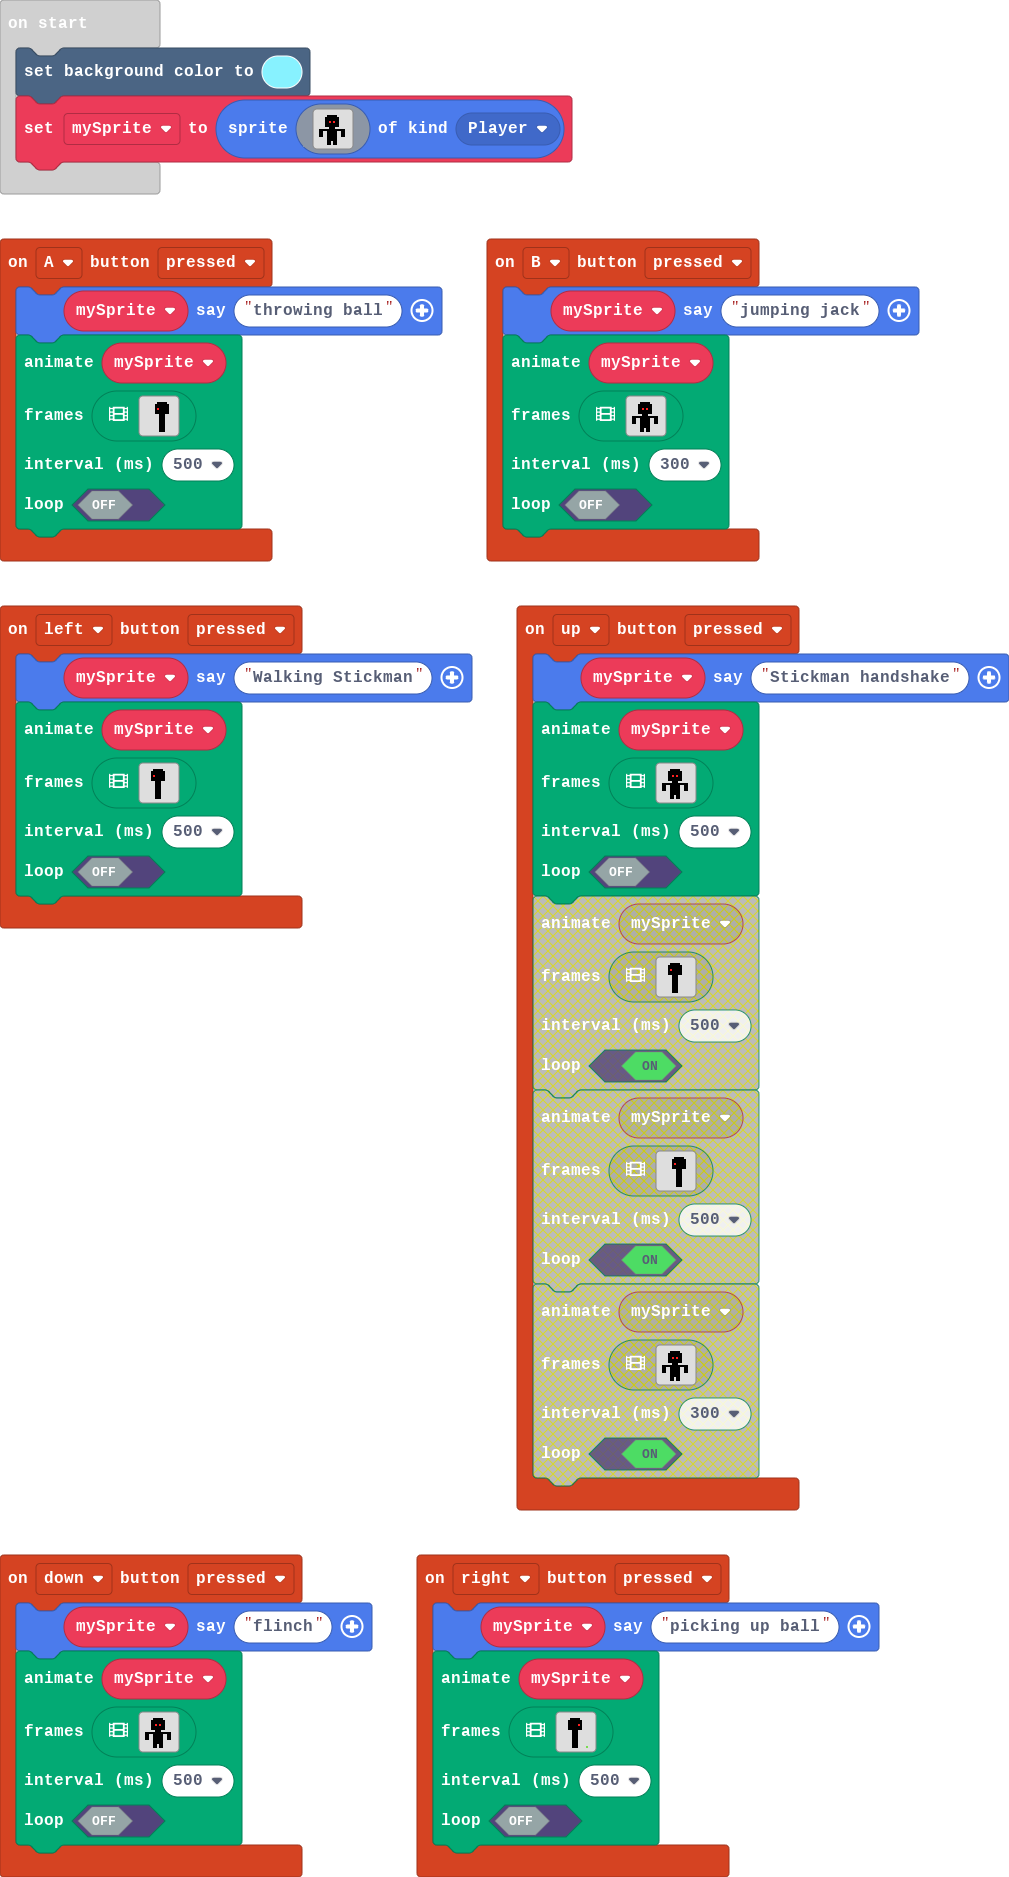 on start
set background color to
set mySprite to sprite of kind Player
on A button pressed
mySprite say "throwing ball"
animate mySprite
frames
interval (ms) 500
loop OFF
on B button pressed
mySprite say "jumping jack"
animate mySprite
frames
interval (ms) 300
loop OFF
on left button pressed
mySprite say "Walking Stickman"
animate mySprite
frames
interval (ms) 500
loop OFF
on up button pressed
mySprite say "Stickman handshake"
animate mySprite
frames
interval (ms) 500
loop OFF
animate mySprite
frames
interval (ms) 500
loop ON
animate mySprite
frames
interval (ms) 500
loop ON
animate mySprite
frames
interval (ms) 300
loop ON
on down button pressed
mySprite say "flinch"
animate mySprite
frames
interval (ms) 500
loop OFF
on right button pressed
mySprite say "picking up ball"
animate mySprite
frames
interval (ms) 500
loop OFF